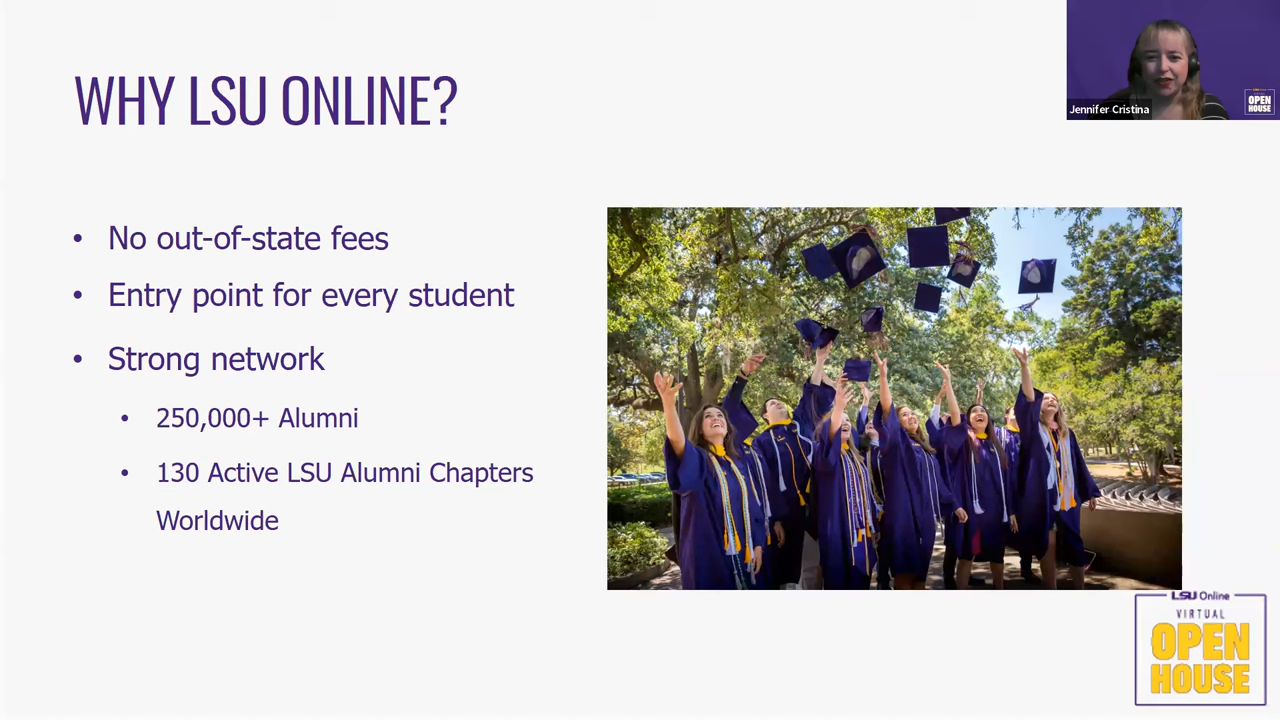 WHY LSU ONLINE?
Jennifer Cristina
OPEN
HOUSE
• No out-of-state fees
• Entry point for every student
• Strong network
• 250,000+ Alumni
• 130 Active LSU Alumni Chapters
Worldwide
LSU Online
VIRTUAL
OPEN
HOUSE